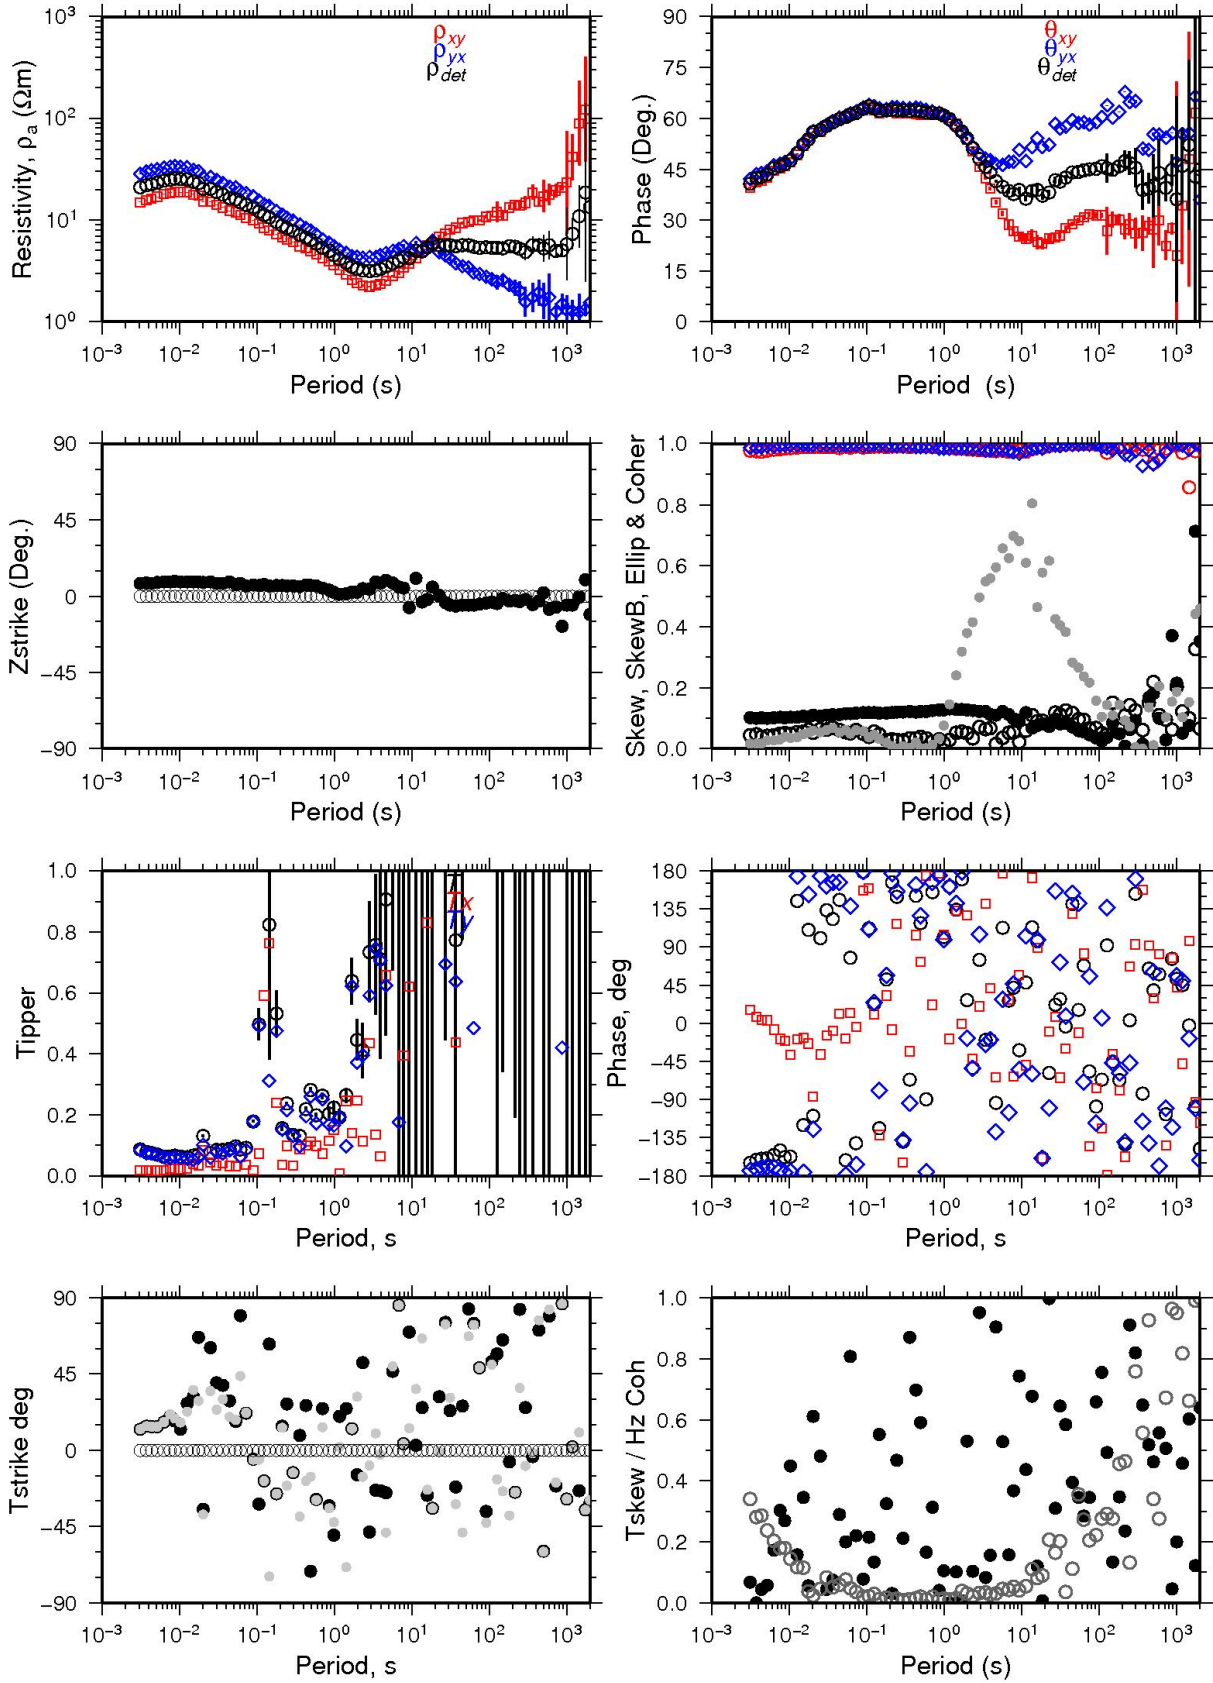 Resistivity, ρa (Ωm)
10³
10²
10¹
10⁰
ρxy
ρyx
ρdet
10⁻³ 10⁻² 10⁻¹ 10⁰ 10¹ 10² 10³
Period (s)
Phase (Deg.)
90
75
60
45
30
15
0
θxy
θyx
θdet
10⁻³ 10⁻² 10⁻¹ 10⁰ 10¹ 10² 10³
Period (s)
Zstrike (Deg.)
90
45
0
−45
−90
10⁻³ 10⁻² 10⁻¹ 10⁰ 10¹ 10² 10³
Period (s)
Skew, SkewB, Ellip & Coher
1.0
0.8
0.6
0.4
0.2
0.0
10⁻³ 10⁻² 10⁻¹ 10⁰ 10¹ 10² 10³
Period (s)
Tipper
1.0
0.8
0.6
0.4
0.2
0.0
T
Tx
Ty
10⁻³ 10⁻² 10⁻¹ 10⁰ 10¹ 10² 10³
Period, s
Phase, deg
180
135
90
45
0
−45
−90
−135
−180
10⁻³ 10⁻² 10⁻¹ 10⁰ 10¹ 10² 10³
Period, s
Tstrike deg
90
45
0
−45
−90
10⁻³ 10⁻² 10⁻¹ 10⁰ 10¹ 10² 10³
Period, s
Tskew / Hz Coh
1.0
0.8
0.6
0.4
0.2
0.0
10⁻³ 10⁻² 10⁻¹ 10⁰ 10¹ 10² 10³
Period (s)